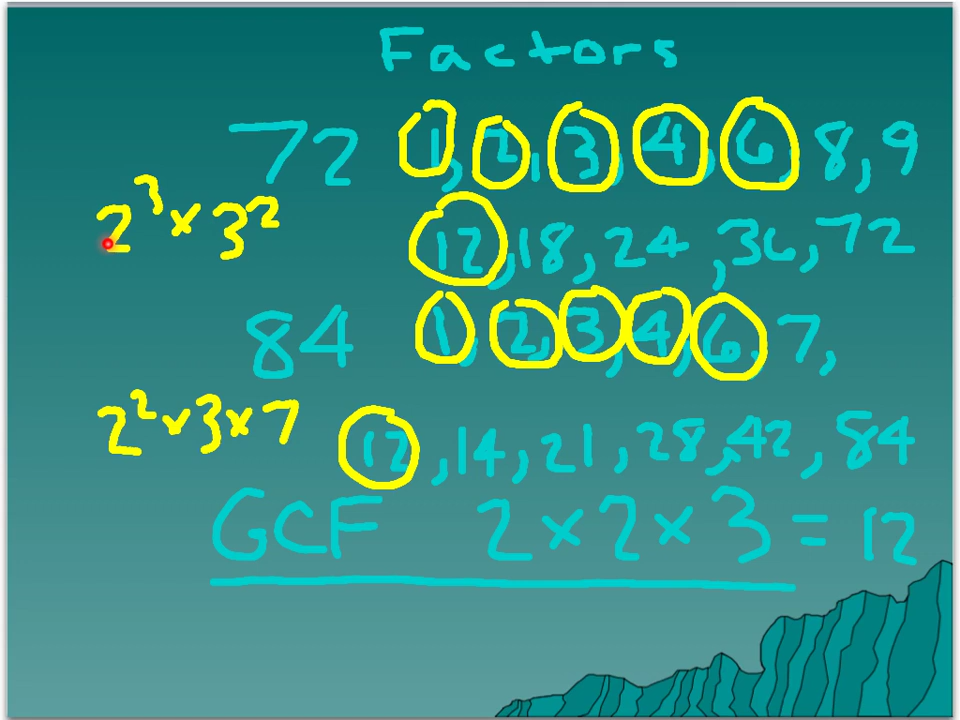 Factors
72 1, 2, 3, 4, 6, 8, 9
2³ × 3²
12, 18, 24, 36, 72
84 1, 2, 3, 4, 6, 7,
2² × 3 × 7
12, 14, 21, 28, 42, 84
GCF 2 × 2 × 3 = 12